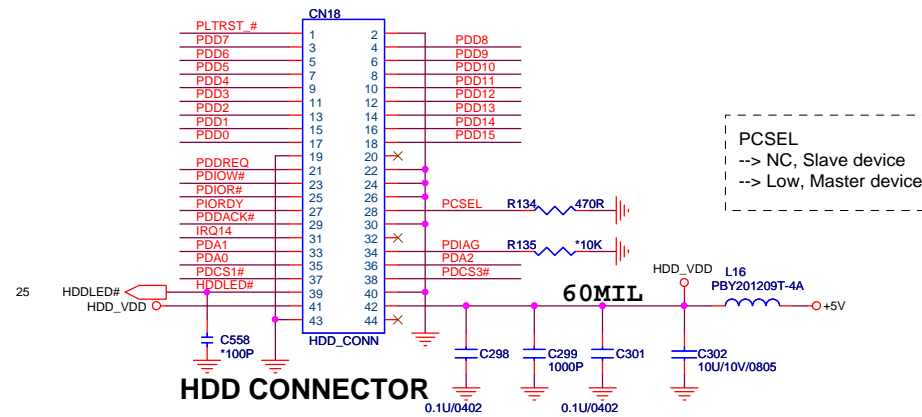 CN18
PLTRST_# 1 2
PDD7 3 4 PDD8
PDD6 5 6 PDD9
PDD5 7 8 PDD10
PDD4 9 10 PDD11
PDD3 11 12 PDD12
PDD2 13 14 PDD13
PDD1 15 16 PDD14
PDD0 17 18 PDD15
19 20
PDDREQ 21 22
PDIOW# 23 24
PDIOR# 25 26
PIORDY 27 28 PCSEL R134 470R
PDDACK# 29 30
IRQ14 31 32
PDA1 33 34 PDIAG R135 *10K
PDA0 35 36 PDA2
PDCS1# 37 38 PDCS3#
25 HDDLED# HDDLED# 39 40
HDD_VDD 41 42 60MIL
43 44
HDD_CONN
PCSEL
--> NC, Slave device
--> Low, Master device
HDD_VDD
L16
PBY201209T-4A
+5V
C558
*100P
C298
0.1U/0402
C299
1000P
C301
0.1U/0402
C302
10U/10V/0805
HDD CONNECTOR